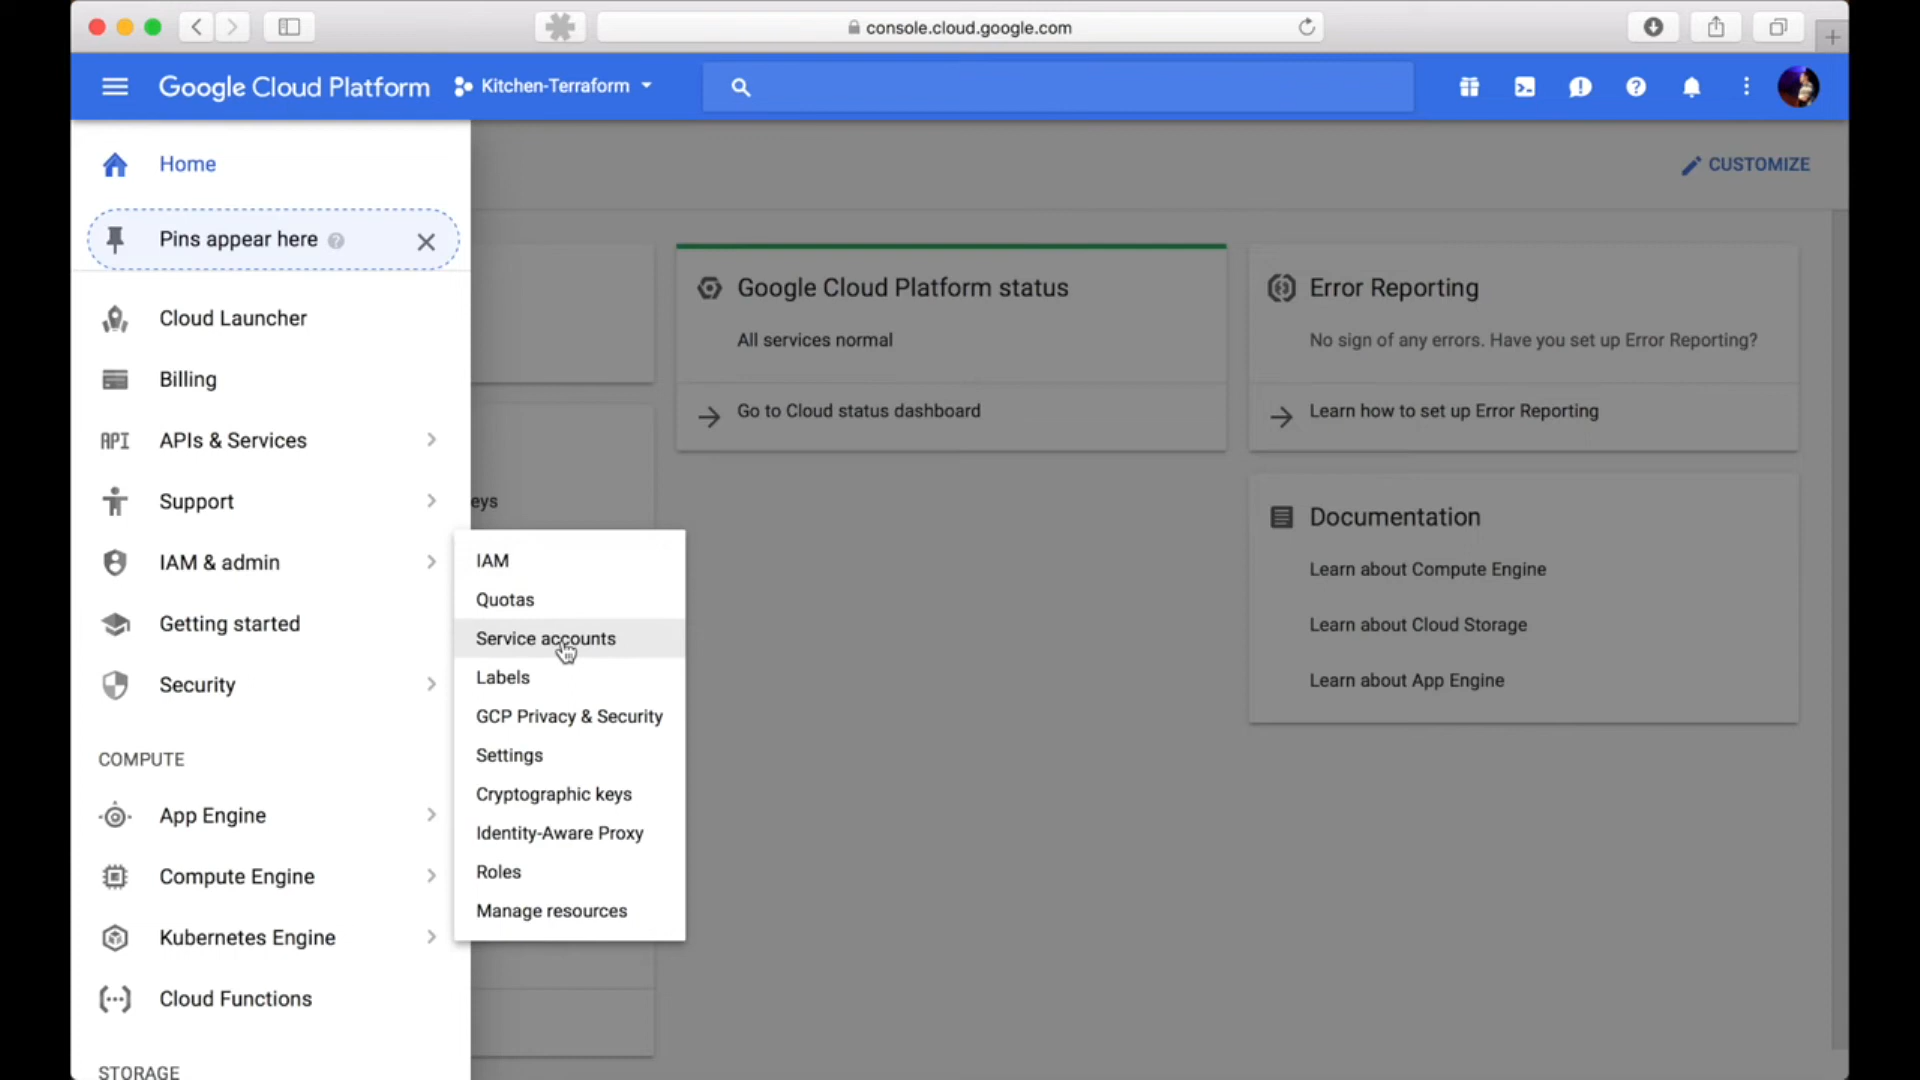 console.cloud.google.com
Google Cloud Platform
Kitchen-Terraform
Home
CUSTOMIZE
Pins appear here
Cloud Launcher
Billing
API
APIs & Services
Support
IAM & admin
Getting started
Security
COMPUTE
App Engine
Compute Engine
Kubernetes Engine
Cloud Functions
STORAGE
eys
IAM
Quotas
Service accounts
Labels
GCP Privacy & Security
Settings
Cryptographic keys
Identity-Aware Proxy
Roles
Manage resources
Google Cloud Platform status
All services normal
Go to Cloud status dashboard
Error Reporting
No sign of any errors. Have you set up Error Reporting?
Learn how to set up Error Reporting
Documentation
Learn about Compute Engine
Learn about Cloud Storage
Learn about App Engine